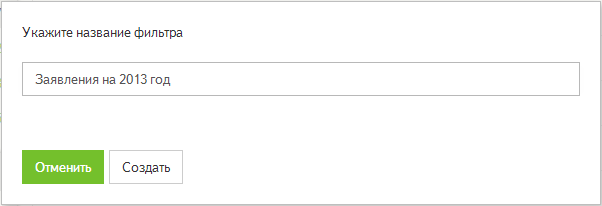 Укажите название фильтра
Заявления на 2013 год
Отменить Создать